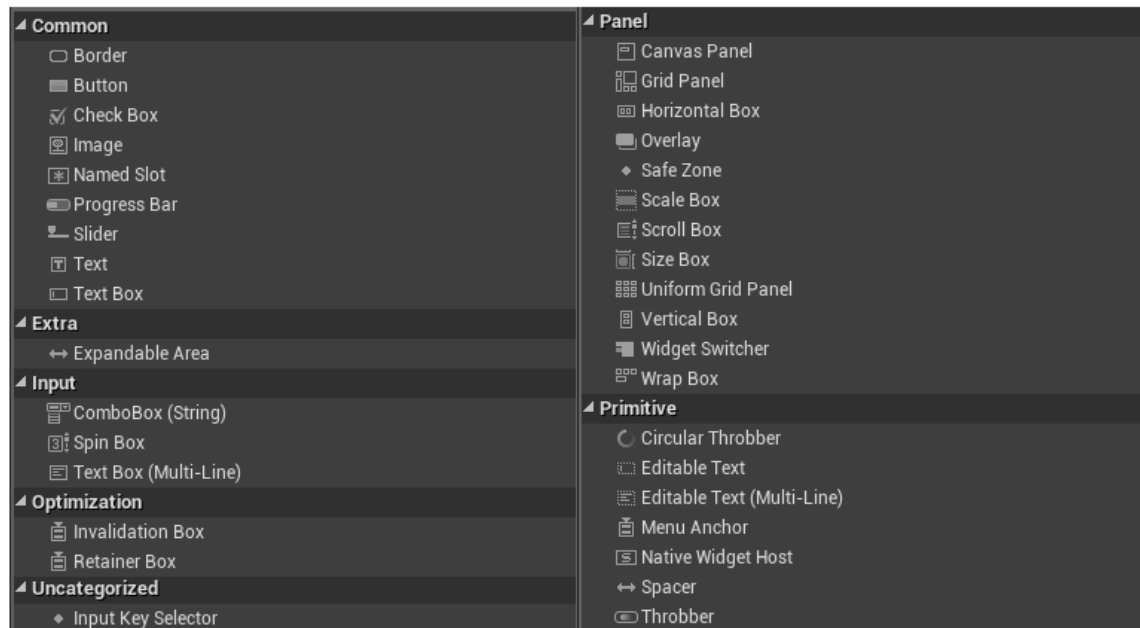 Common
Border
Button
Check Box
Image
Named Slot
Progress Bar
Slider
Text
Text Box
Extra
Expandable Area
Input
ComboBox (String)
Spin Box
Text Box (Multi-Line)
Optimization
Invalidation Box
Retainer Box
Uncategorized
Input Key Selector
Panel
Canvas Panel
Grid Panel
Horizontal Box
Overlay
Safe Zone
Scale Box
Scroll Box
Size Box
Uniform Grid Panel
Vertical Box
Widget Switcher
Wrap Box
Primitive
Circular Throbber
Editable Text
Editable Text (Multi-Line)
Menu Anchor
Native Widget Host
Spacer
Throbber